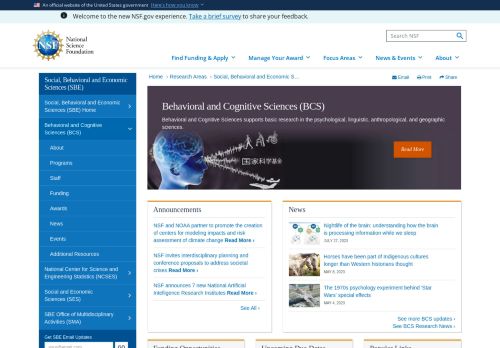 An official website of the United States government Here's how you know
Welcome to the new NSF.gov experience. Take a brief survey to share your feedback.
Search NSF
NSF
National
Science
Foundation
Find Funding & Apply
Manage Your Award
Focus Areas
News & Events
About
Social, Behavioral and Economic
Sciences (SBE)
Social, Behavioral and Economic
Sciences (SBE) Home
Behavioral and Cognitive
Sciences (BCS)
About
Programs
Staff
Funding
Awards
News
Events
Additional Resources
National Center for Science and
Engineering Statistics (NCSES)
Social and Economic
Sciences (SES)
SBE Office of Multidisciplinary
Activities (SMA)
Get SBE Email Updates
GO
Home › Research Areas › Social, Behavioral and Economic S...
Email Print Share
Behavioral and Cognitive Sciences (BCS)
Behavioral and Cognitive Sciences supports basic research in the psychological, linguistic, anthropological, and geographic
sciences.
Read More
国家科学基金
Announcements
NSF and NOAA partner to promote the creation
of centers for modeling impacts and risk
assessment of climate change Read More ›
NSF invites interdisciplinary planning and
conference proposals to address societal
crises Read More ›
NSF announces 7 new National Artificial
Intelligence Research Institutes Read More ›
See All ›
News
Nightlife of the brain: understanding how the brain
is processing information while we sleep
JULY 27, 2023
Horses have been part of Indigenous cultures
longer than Western historians thought
MAY 8, 2023
The 1970s psychology experiment behind 'Star
Wars' special effects
MAY 4, 2023
See more BCS updates ›
See BCS Research News ›
Funding Opportunities
Upcoming Due Dates
Popular Links